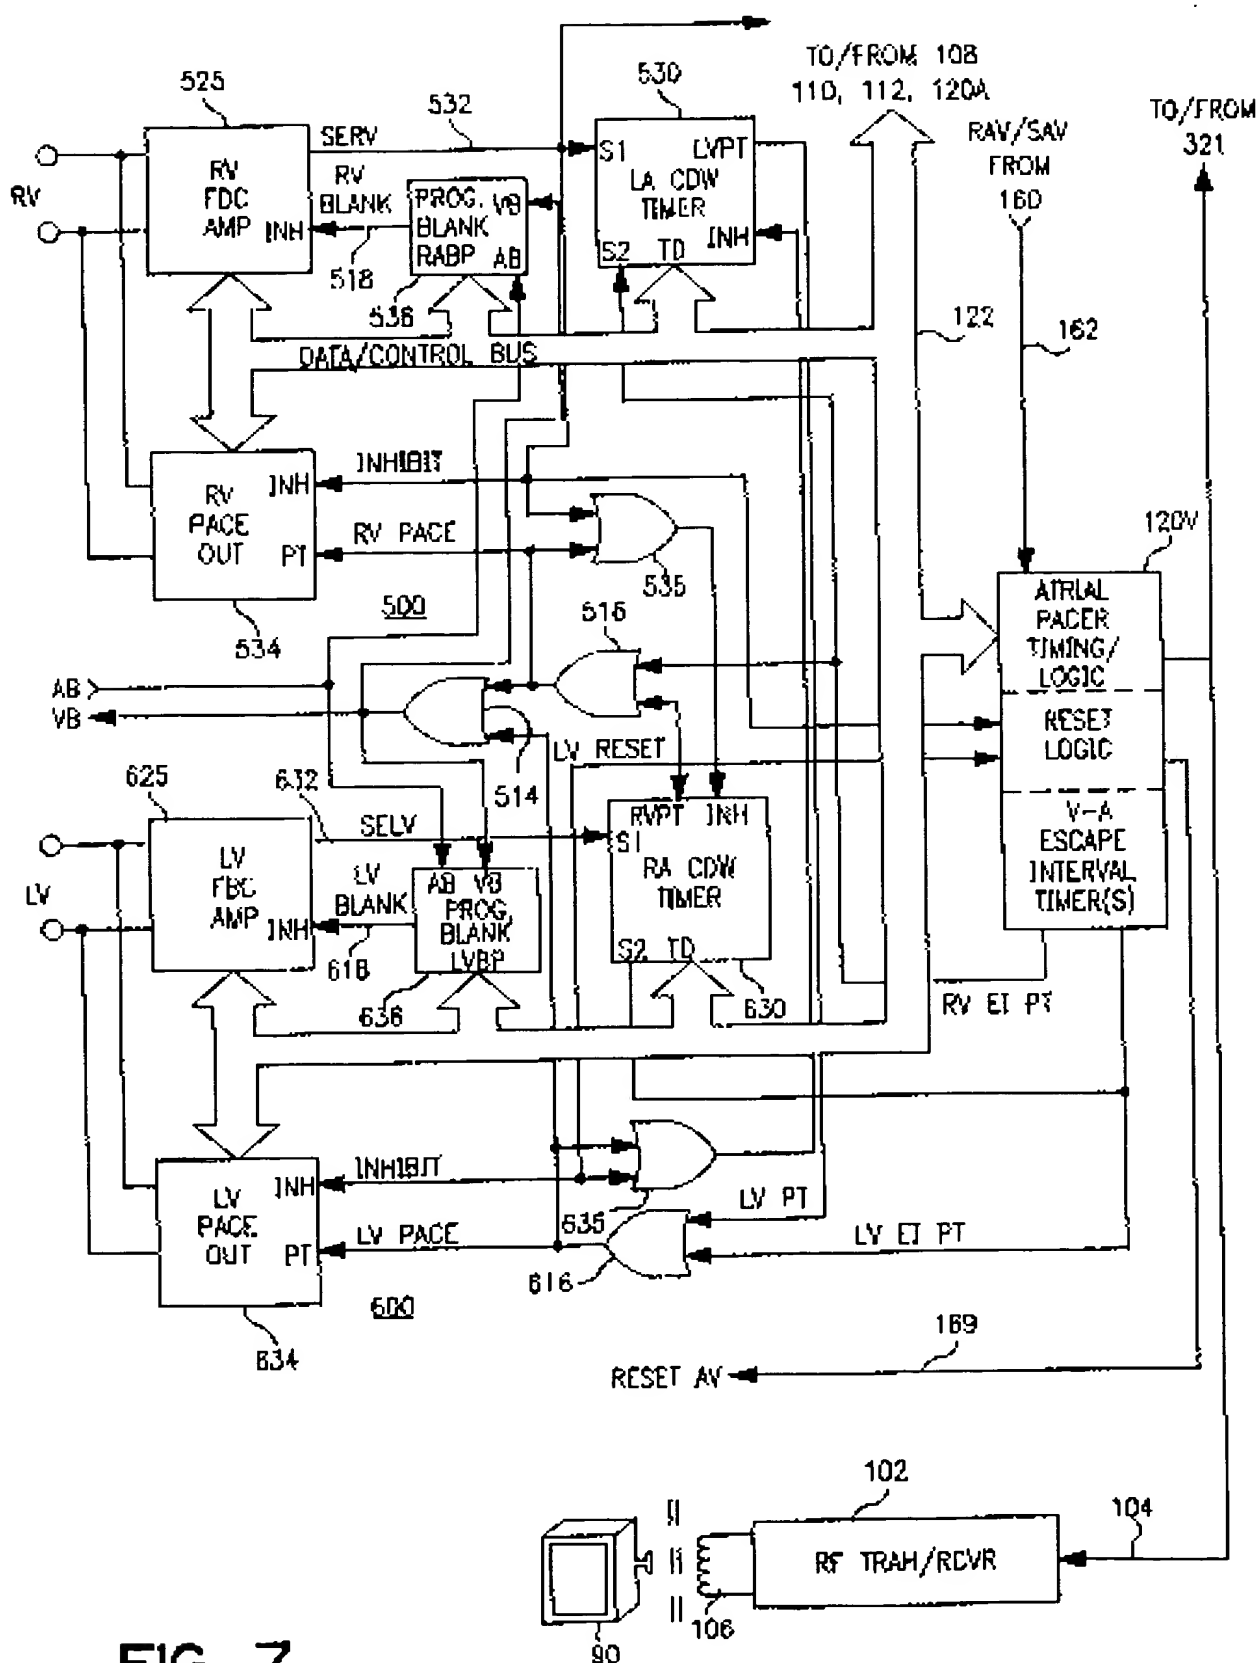 TO/FROM 108
110, 112, 120A
RAV/SAV
FROM
160
TO/FROM
321
525
532
530
SERV
RV
RV
FDC
AMP
INH
RV
BLANK
518
PROG.
BLANK
RABP
VB
AB
536
S1
LVPT
LA CDW
TIMER
INH
S2
TD
122
162
DATA/CONTROL BUS
INHIBIT
RV
PACE
OUT
INH
PT
RV PACE
534
500
535
516
120V
ATRIAL
PACER
TIMING/
LOGIC
RESET
LOGIC
V-A
ESCAPE
INTERVAL
TIMER(S)
AB
VB
514
LV RESET
625
632
SELV
LV
LV
FBC
AMP
INH
LV
BLANK
618
AB
VB
PROG.
BLANK
LVBP
636
RVPT
INH
S1
RA CDW
TIMER
S2
TD
630
RV EI PT
INHIBIT
LV
PACE
OUT
INH
PT
LV PACE
634
600
635
616
LV PT
LV EI PT
169
RESET AV
102
104
RF TRAH/RCVR
106
90
FIG. 7